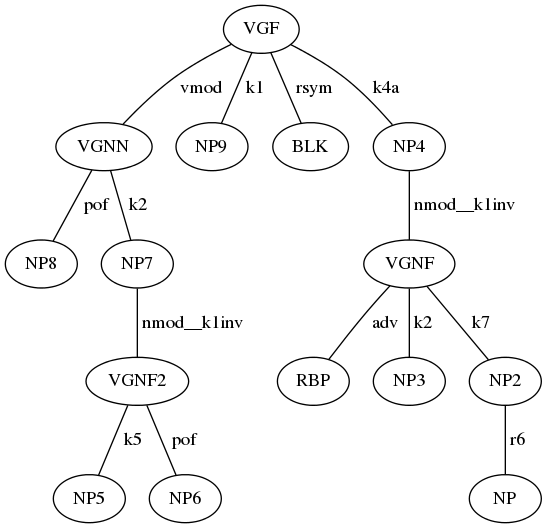 VGF
vmod k1 rsym k4a
VGNN NP9 BLK NP4
pof k2 nmod__k1inv
NP8 NP7 VGNF
nmod__k1inv adv k2 k7
VGNF2 RBP NP3 NP2
k5 pof r6
NP5 NP6 NP